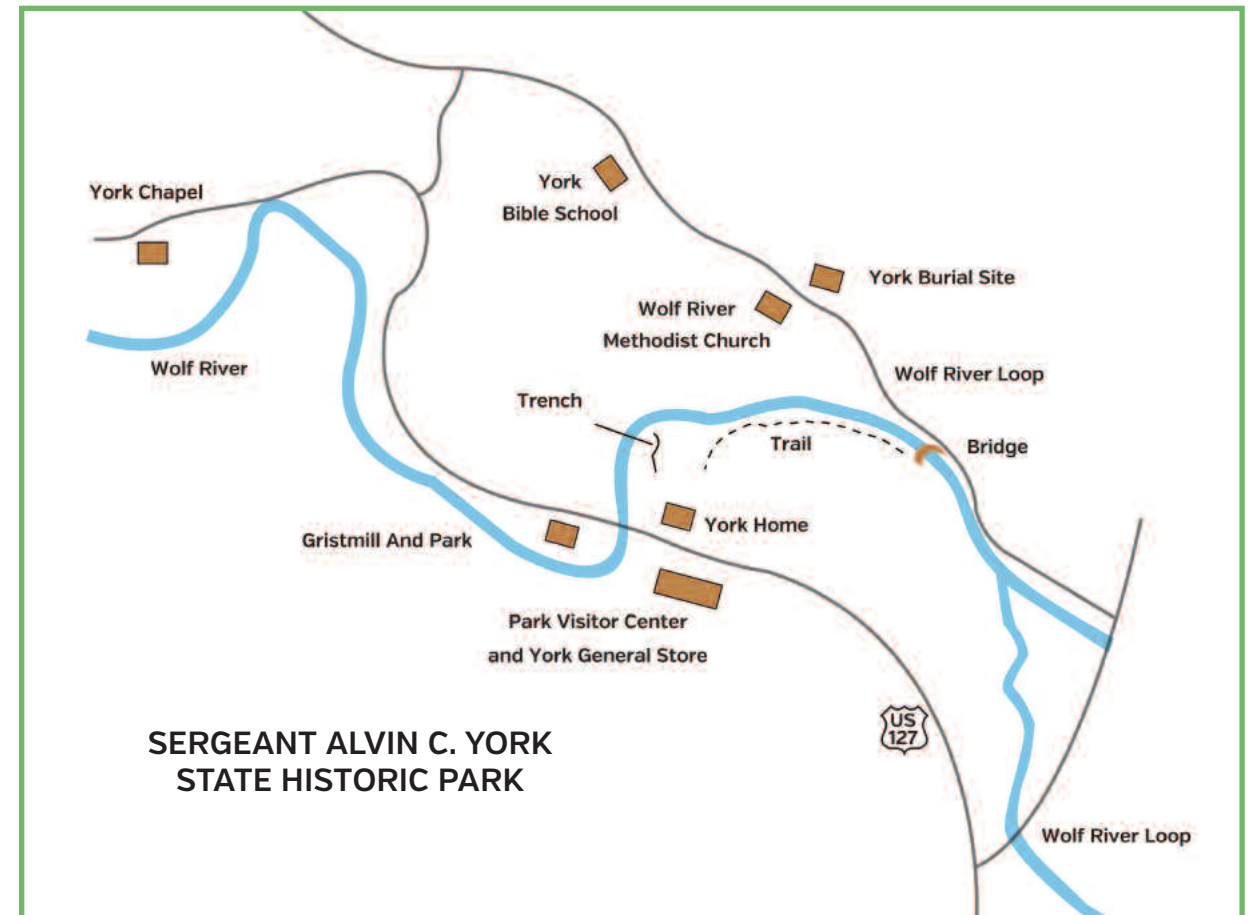 York Chapel
York
Bible School
York Burial Site
Wolf River
Methodist Church
Wolf River
Wolf River Loop
Trench
Trail
Bridge
York Home
Gristmill And Park
Park Visitor Center
and York General Store
US
127
SERGEANT ALVIN C. YORK
STATE HISTORIC PARK
Wolf River Loop